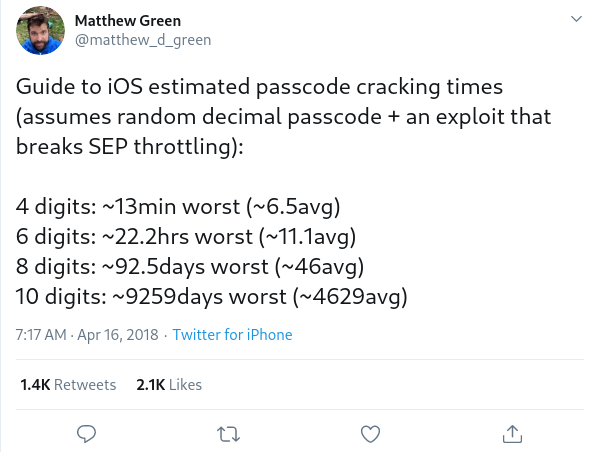 Matthew Green
@matthew_d_green
Guide to iOS estimated passcode cracking times
(assumes random decimal passcode + an exploit that
breaks SEP throttling):
4 digits: ~13min worst (~6.5avg)
6 digits: ~22.2hrs worst (~11.1avg)
8 digits: ~92.5days worst (~46avg)
10 digits: ~9259days worst (~4629avg)
7:17 AM · Apr 16, 2018 · Twitter for iPhone
1.4K Retweets 2.1K Likes